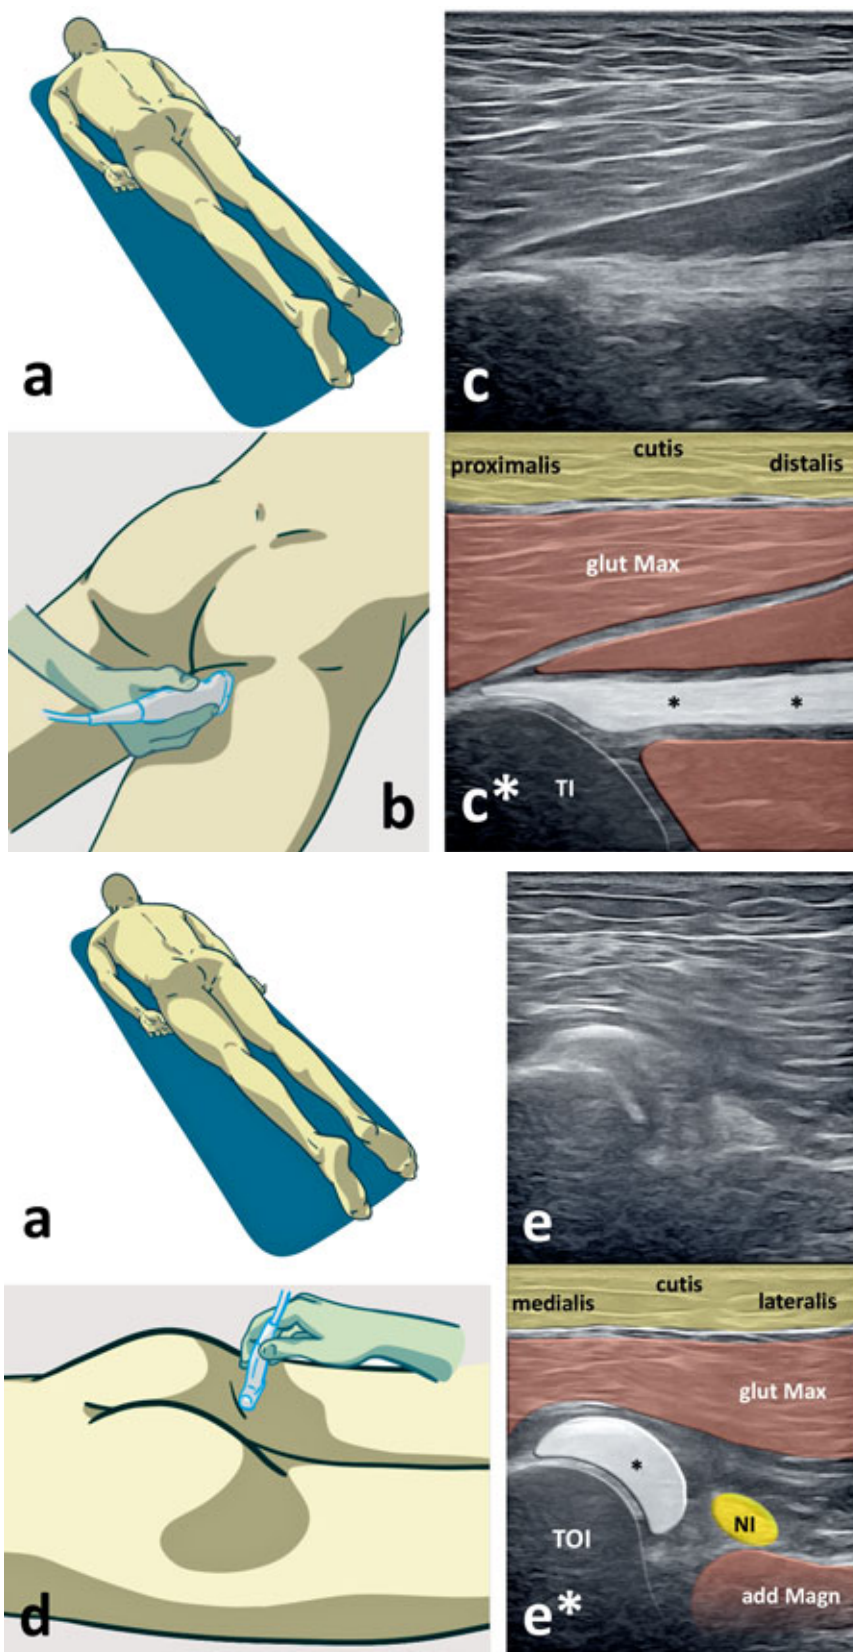 a
c
b
proximalis
cutis
distalis
glut Max
* *
TI
c*
a
e
d
medialis
cutis
lateralis
glut Max
*
NI
TOI
add Magn
e*